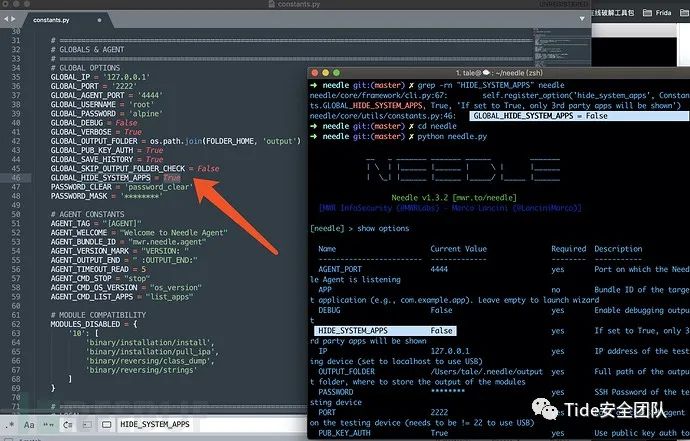 constants.py
UNREGISTERED
constants.py
30
31 # ==========================================
32 # GLOBALS & AGENT
33 # ==========================================
34 # GLOBAL OPTIONS
35 GLOBAL_IP = '127.0.0.1'
36 GLOBAL_PORT = '2222'
37 GLOBAL_AGENT_PORT = '4444'
38 GLOBAL_USERNAME = 'root'
39 GLOBAL_PASSWORD = 'alpine'
40 GLOBAL_DEBUG = False
41 GLOBAL_VERBOSE = True
42 GLOBAL_OUTPUT_FOLDER = os.path.join(FOLDER_HOME, 'output')
43 GLOBAL_PUB_KEY_AUTH = True
44 GLOBAL_SAVE_HISTORY = True
45 GLOBAL_SKIP_OUTPUT_FOLDER_CHECK = False
46 GLOBAL_HIDE_SYSTEM_APPS = True
47 PASSWORD_CLEAR = 'password_clear'
48 PASSWORD_MASK = '********'
49
50 # AGENT CONSTANTS
51 AGENT_TAG = "[AGENT]"
52 AGENT_WELCOME = "Welcome to Needle Agent"
53 AGENT_BUNDLE_ID = "mwr.needle.agent"
54 AGENT_VERSION_MARK = "VERSION: "
55 AGENT_OUTPUT_END = " :OUTPUT_END:"
56 AGENT_TIMEOUT_READ = 5
57 AGENT_CMD_STOP = "stop"
58 AGENT_CMD_OS_VERSION = "os_version"
59 AGENT_CMD_LIST_APPS = "list_apps"
60
61 # MODULE COMPATIBILITY
62 MODULES_DISABLED = {
63 '10': [
64 'binary/installation/install',
65 'binary/installation/pull_ipa',
66 'binary/reversing/class_dump',
67 'binary/reversing/strings'
68 ]
69 }
70
71 # ==========================================
.* Aa
HIDE_SYSTEM_APPS
在线破解工具包
Frida
1. tale@: ~/needle (zsh)
➜ needle git:(master) ✗ grep -rn "HIDE_SYSTEM_APPS" needle
needle/core/framework/cli.py:67: self.register_option('hide_system_apps', Constan
ts.GLOBAL_HIDE_SYSTEM_APPS, True, 'If set to True, only 3rd party apps will be shown')
needle/core/utils/constants.py:46: GLOBAL_HIDE_SYSTEM_APPS = False
➜ needle git:(master) ✗ cd needle
➜ needle git:(master) ✗ python needle.py
Needle v1.3.2 [mwr.to/needle]
[MWR InfoSecurity (@MWRLabs) - Marco Lancini (@LanciniMarco)]
[needle] > show options
Name Current Value Required Description
AGENT_PORT 4444 yes Port on which the Need
le Agent is listening
APP no Bundle ID of the targe
t application (e.g., com.example.app). Leave empty to launch wizard
DEBUG False yes Enable debugging outpu
t
HIDE_SYSTEM_APPS False yes If set to True, only 3
rd party apps will be shown
IP 127.0.0.1 yes IP address of the test
ing device (set to localhost to use USB)
OUTPUT_FOLDER /Users/tale/.needle/output yes Full path of the outpu
t folder, where to store the output of the modules
PASSWORD ******** yes SSH Password of the te
sting device
PORT 2222 yes
on the testing device (needs to be != 22 to use USB)
PUB_KEY_AUTH True yes Use public key auth to
Tide安全团队